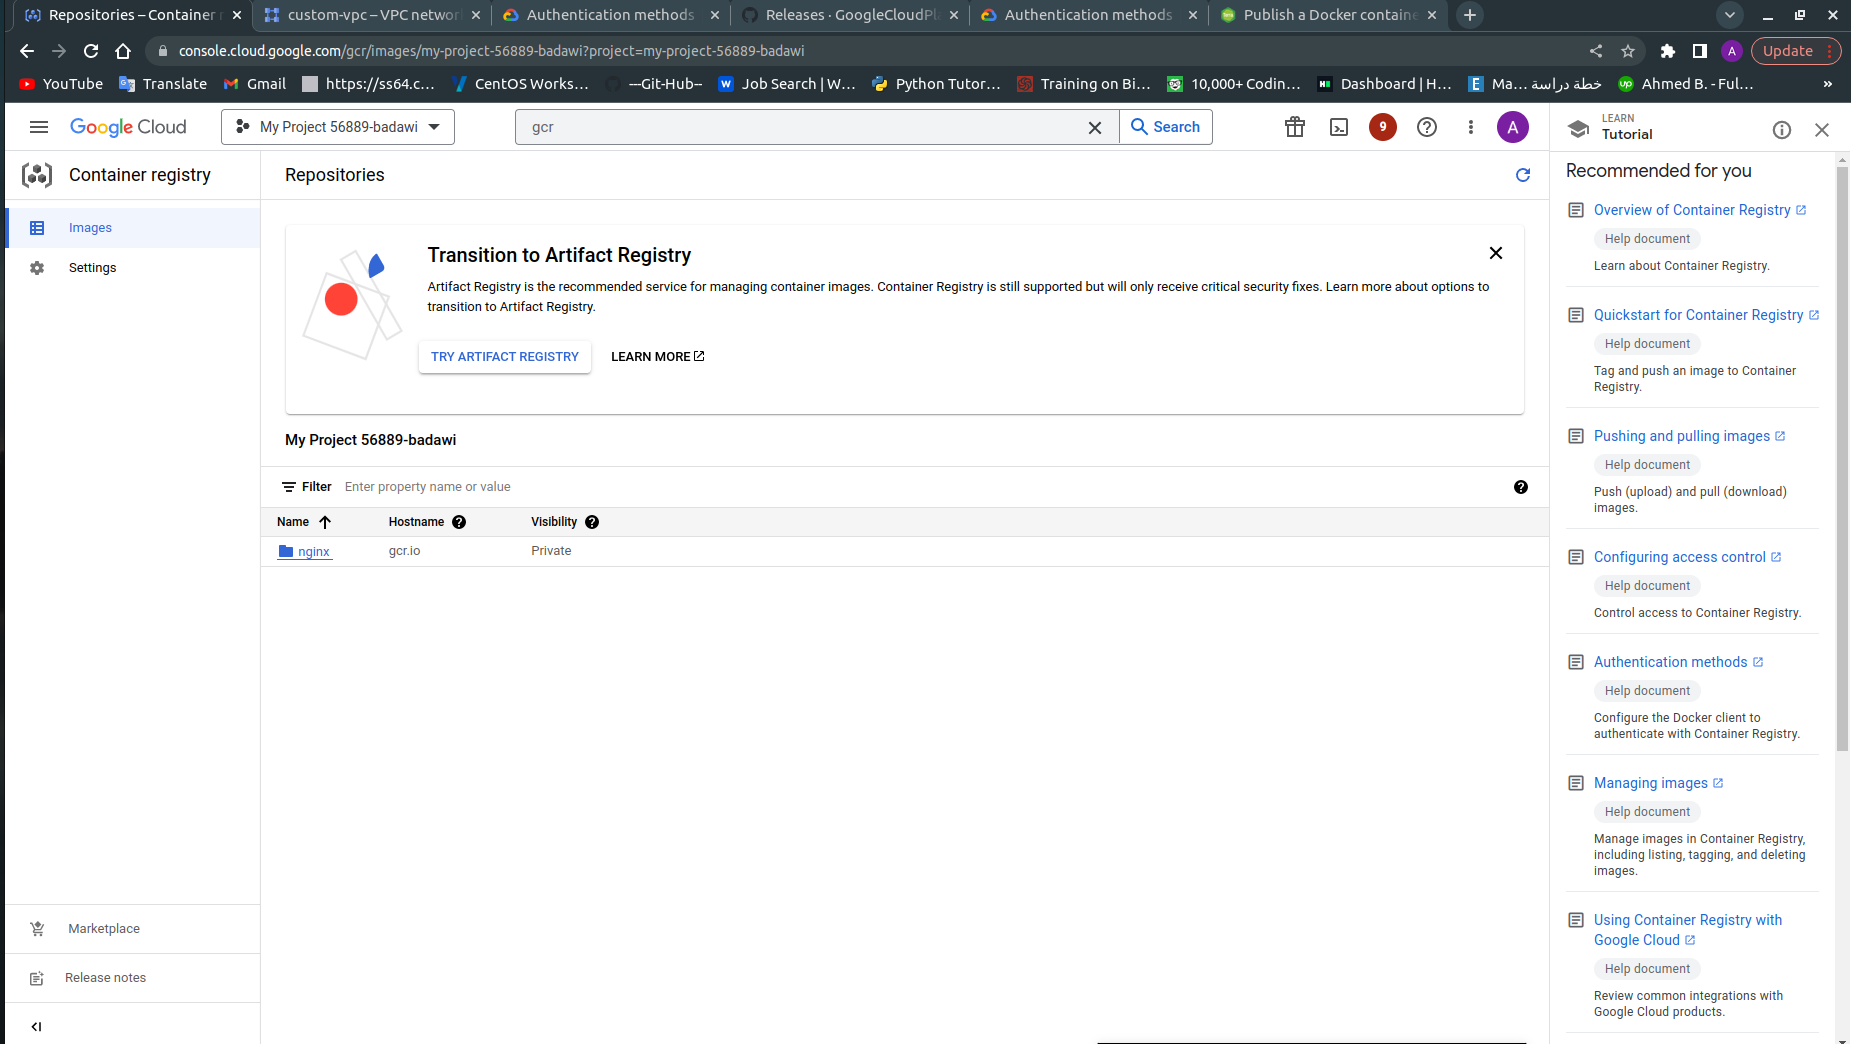 Repositories – Container r
custom-vpc – VPC networ
Authentication methods
Releases · GoogleCloudPla
Authentication methods
Publish a Docker containe
console.cloud.google.com/gcr/images/my-project-56889-badawi?project=my-project-56889-badawi
A
Update
YouTube
Translate
Gmail
https://ss64.c...
CentOS Works...
---Git-Hub--
Job Search | W...
Python Tutor...
Training on Bi...
10,000+ Codin...
Dashboard | H...
Ma... خطة دراسة
Ahmed B. - Ful...
»
Google Cloud
My Project 56889-badawi
gcr
Search
9
A
LEARN
Tutorial
Container registry
Images
Settings
Marketplace
Release notes
Repositories
Transition to Artifact Registry
Artifact Registry is the recommended service for managing container images. Container Registry is still supported but will only receive critical security fixes. Learn more about options to
transition to Artifact Registry.
TRY ARTIFACT REGISTRY
LEARN MORE
My Project 56889-badawi
Filter
Enter property name or value
Name
Hostname
Visibility
nginx
gcr.io
Private
Recommended for you
Overview of Container Registry
Help document
Learn about Container Registry.
Quickstart for Container Registry
Help document
Tag and push an image to Container
Registry.
Pushing and pulling images
Help document
Push (upload) and pull (download)
images.
Configuring access control
Help document
Control access to Container Registry.
Authentication methods
Help document
Configure the Docker client to
authenticate with Container Registry.
Managing images
Help document
Manage images in Container Registry,
including listing, tagging, and deleting
images.
Using Container Registry with
Google Cloud
Help document
Review common integrations with
Google Cloud products.